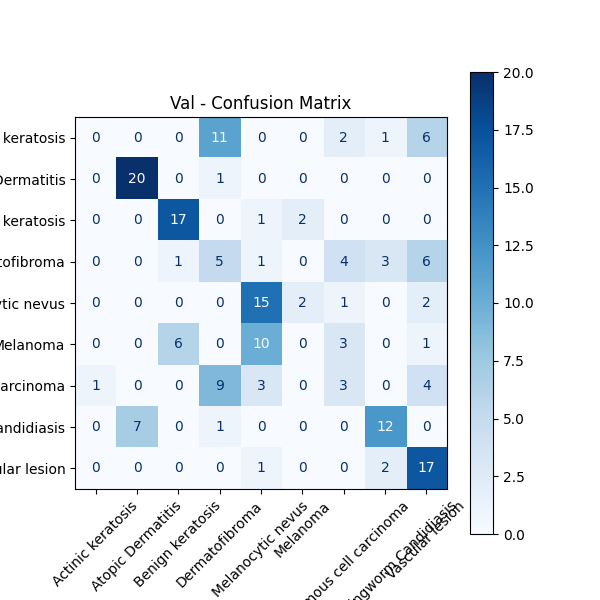 Val - Confusion Matrix
keratosis 0 0 0 11 0 0 2 1 6
Dermatitis 0 20 0 1 0 0 0 0 0
keratosis 0 0 17 0 1 2 0 0 0
tofibroma 0 0 1 5 1 0 4 3 6
ytic nevus 0 0 0 0 15 2 1 0 2
Melanoma 0 0 6 0 10 0 3 0 1
arcinoma 1 0 0 9 3 0 3 0 4
andidiasis 0 7 0 1 0 0 0 12 0
ular lesion 0 0 0 0 1 0 0 2 17
Actinic keratosis
Atopic Dermatitis
Benign keratosis
Dermatofibroma
Melanocytic nevus
Melanoma
mous cell carcinoma
ngworm Candidiasis
Vascular lesion
20.0
17.5
15.0
12.5
10.0
7.5
5.0
2.5
0.0